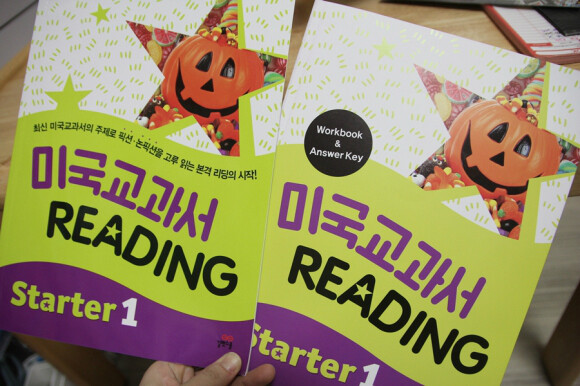 최신 미국교과서의 주제로 픽션·논픽션을 고루 읽는 본격 리딩의 시작!
미국교과서
READING
Starter 1
Workbook
&
Answer Key
미국교과서
READING
Starter 1